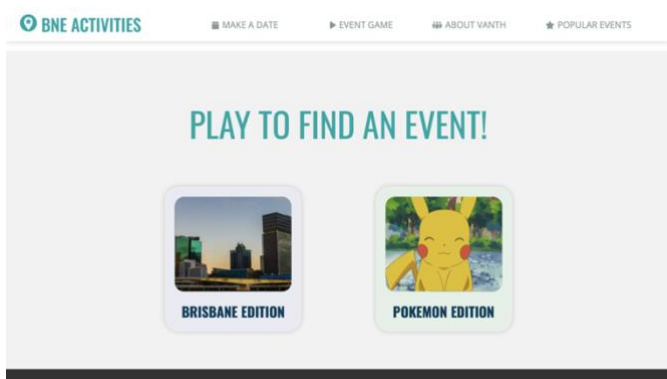 BNE ACTIVITIES
MAKE A DATE
EVENT GAME
ABOUT VANTH
POPULAR EVENTS
PLAY TO FIND AN EVENT!
BRISBANE EDITION
POKEMON EDITION